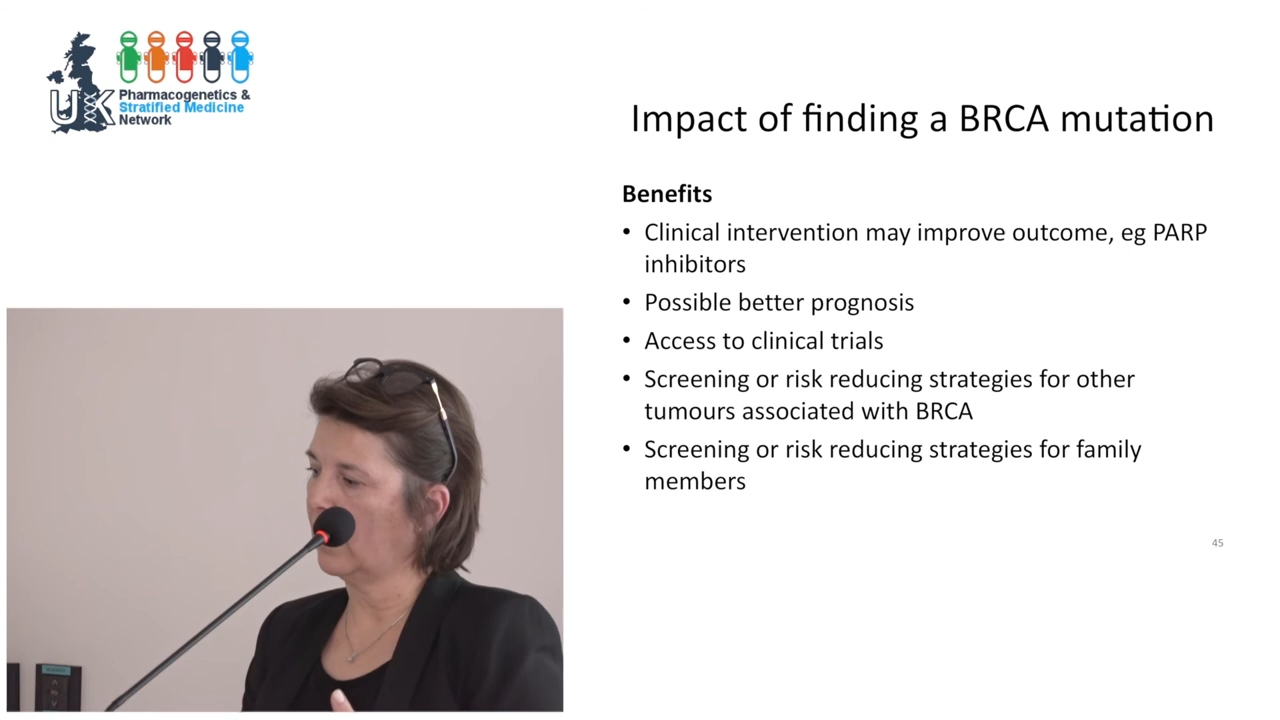 UK
Pharmacogenetics &
Stratified Medicine
Network
Impact of finding a BRCA mutation
Benefits
• Clinical intervention may improve outcome, eg PARP
inhibitors
• Possible better prognosis
• Access to clinical trials
• Screening or risk reducing strategies for other
tumours associated with BRCA
• Screening or risk reducing strategies for family
members
45